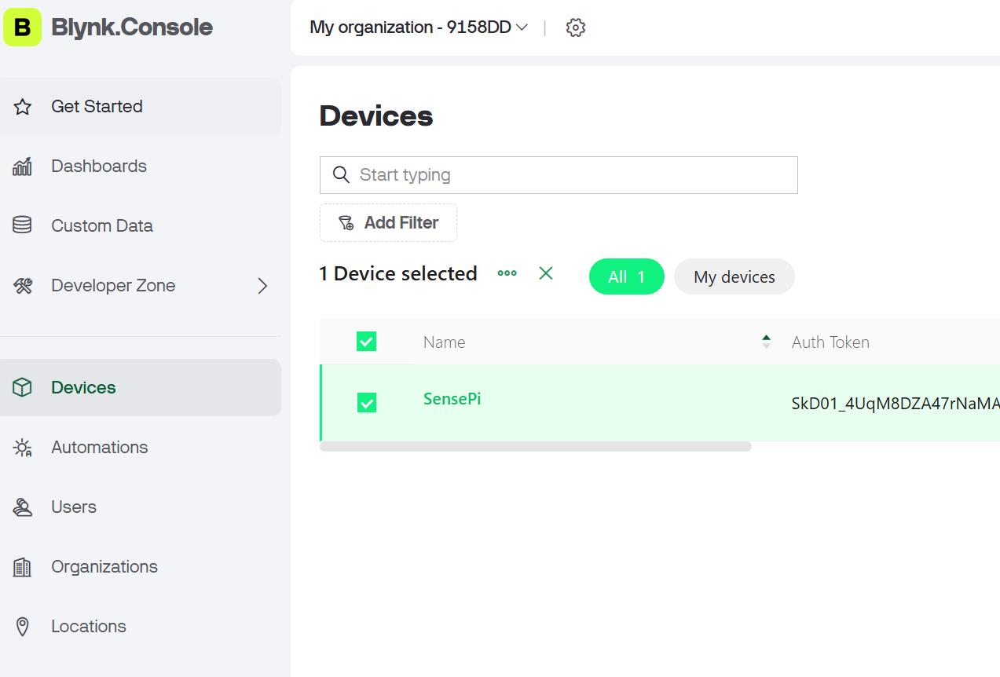 B Blynk.Console
My organization - 9158DD
Get Started
Dashboards
Custom Data
Developer Zone
Devices
Automations
Users
Organizations
Locations
Devices
Start typing
Add Filter
1 Device selected
All 1
My devices
Name
Auth Token
SensePi
SkD01_4UqM8DZA47rNaMA